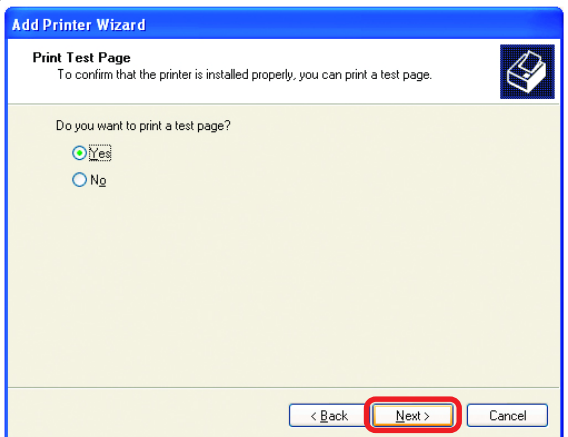 Add Printer Wizard
Print Test Page
To confirm that the printer is installed properly, you can print a test page.
Do you want to print a test page?
Yes
No
< Back
Next >
Cancel